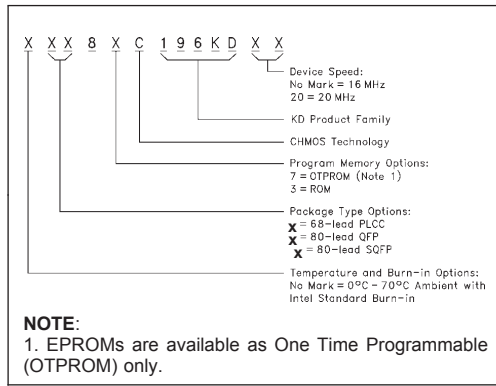 X X X 8 X C 1 9 6 K D X X
Device Speed:
No Mark = 16 MHz
20 = 20 MHz
KD Product Family
CHMOS Technology
Program Memory Options:
7 = OTPROM (Note 1)
3 = ROM
Package Type Options:
x = 68-lead PLCC
x = 80-lead QFP
x = 80-lead SQFP
Temperature and Burn-in Options:
No Mark = 0°C - 70°C Ambient with
Intel Standard Burn-in
NOTE:
1. EPROMs are available as One Time Programmable
(OTPROM) only.